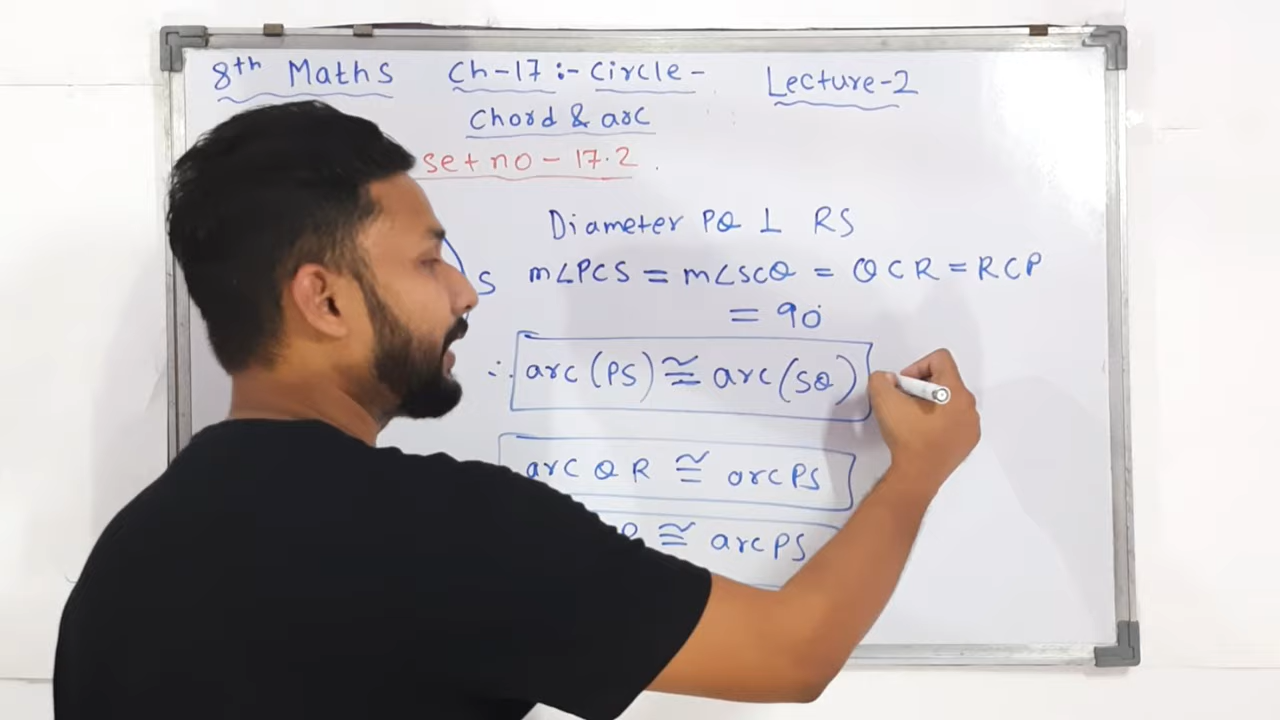 8th Maths Ch-17 :- Circle - Lecture-2
Chord & arc
set no - 17.2
Diameter PQ ⊥ RS
S m∠PCS = m∠SCQ = QCR = RCP
= 90°
∴ arc (PS) ≅ arc (SQ)
arc QR ≅ arc PS
≅ arc PS